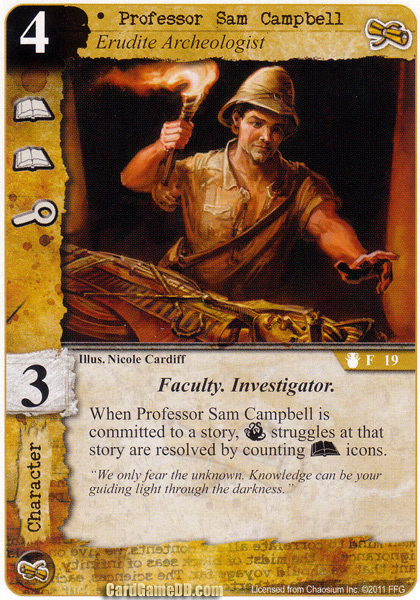 4
• Professor Sam Campbell
Erudite Archeologist
Illus. Nicole Cardiff
F 19
3
Faculty. Investigator.
When Professor Sam Campbell is
committed to a story, struggles at that
story are resolved by counting icons.
“We only fear the unknown. Knowledge can be your
guiding light through the darkness.”
Character
CardGameDB.com
Licensed from Chaosium Inc. ©2011 FFG